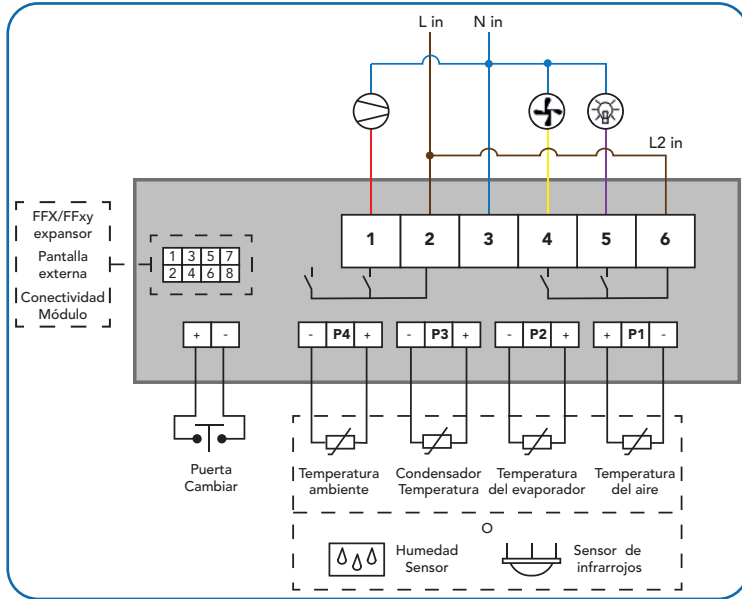 L in
N in
L2 in
FFX/FFxy
expansor
Pantalla
externa
Conectividad
Módulo
1 3 5 7
2 4 6 8
1 2 3 4 5 6
+ -
- P4 +
- P3 +
- P2 +
+ P1 -
Puerta
Cambiar
Temperatura
ambiente
Condensador
Temperatura
Temperatura
del evaporador
Temperatura
del aire
O
Humedad
Sensor
Sensor de
infrarrojos